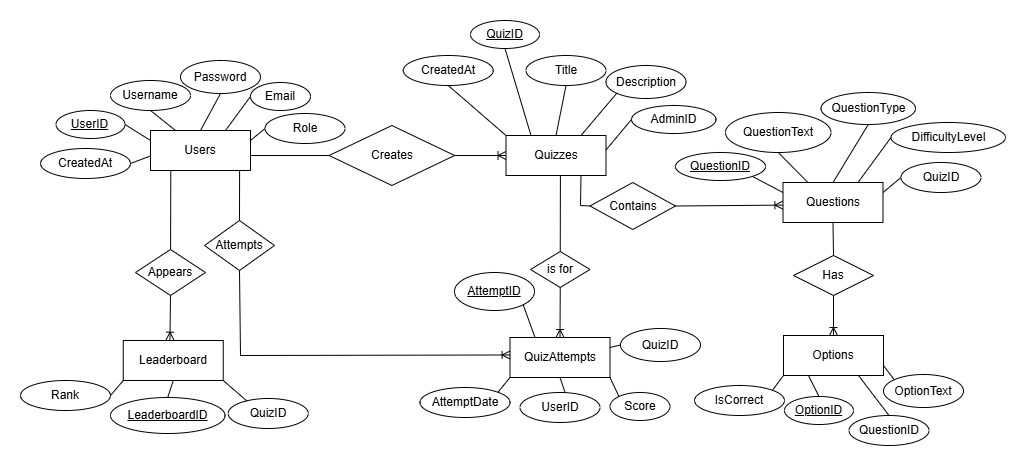 QuizID
CreatedAt
Title
Password
Description
Username
Email
QuestionType
AdminID
UserID
Role
QuestionText
DifficultyLevel
Users
Creates
Quizzes
CreatedAt
QuestionID
QuizID
Contains
Questions
Attempts
Appears
is for
Has
AttemptID
QuizID
Leaderboard
QuizAttempts
Options
Rank
OptionText
IsCorrect
AttemptDate
UserID
Score
OptionID
LeaderboardID
QuizID
QuestionID